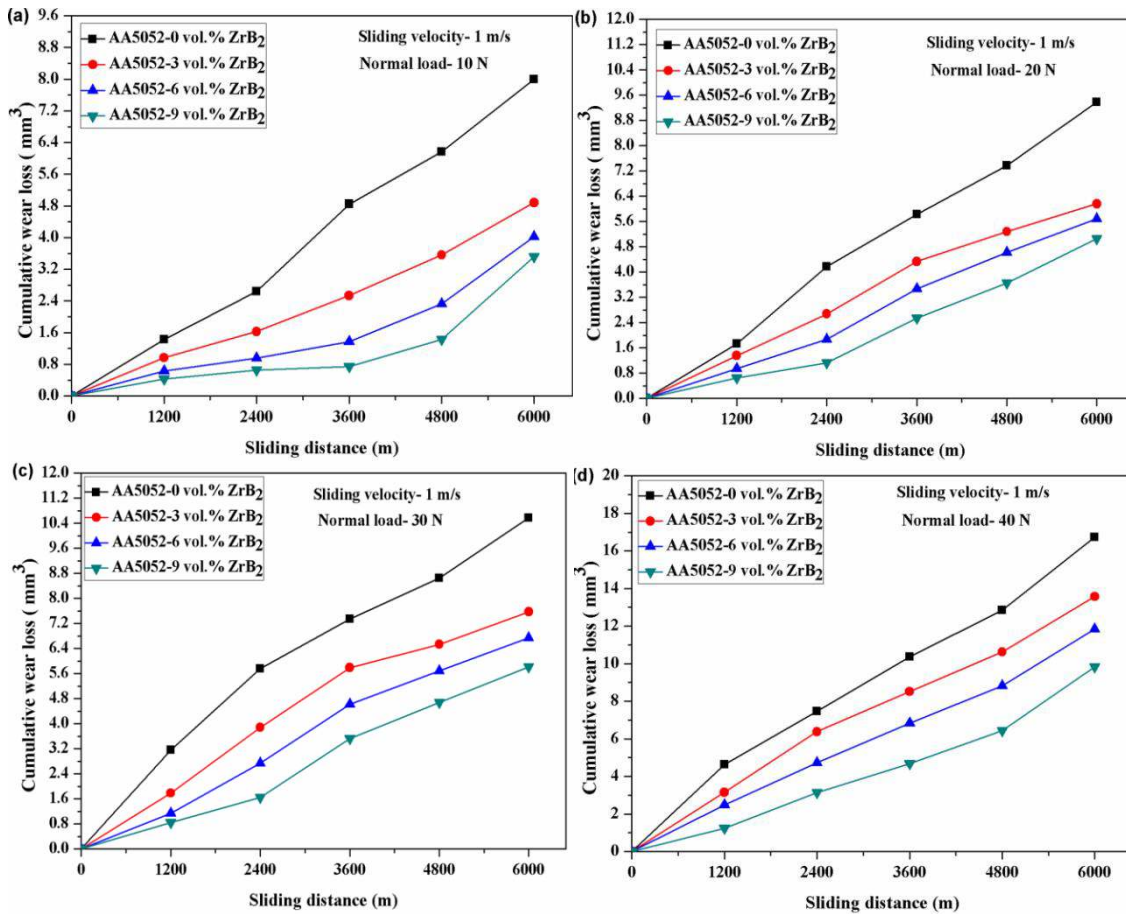 (a)
9.6
8.0
7.2
6.4
5.6
4.8
4.0
3.2
2.4
1.6
0.8
0.0
Cumulative wear loss ( mm³)
AA5052-0 vol.% ZrB₂
AA5052-3 vol.% ZrB₂
AA5052-6 vol.% ZrB₂
AA5052-9 vol.% ZrB₂
Sliding velocity- 1 m/s
Normal load- 10 N
0 1200 2400 3600 4800 6000
Sliding distance (m)
(b)
12.0
11.2
10.4
9.6
8.8
8.0
7.2
6.4
5.6
4.8
4.0
3.2
2.4
1.6
0.8
0.0
Cumulative wear loss ( mm³)
AA5052-0 vol.% ZrB₂
AA5052-3 vol.% ZrB₂
AA5052-6 vol.% ZrB₂
AA5052-9 vol.% ZrB₂
Sliding velocity- 1 m/s
Normal load- 20 N
0 1200 2400 3600 4800 6000
Sliding distance (m)
(c)
12.0
11.2
10.4
9.6
8.8
8.0
7.2
6.4
5.6
4.8
4.0
3.2
2.4
1.6
0.8
0.0
Cumulative wear loss ( mm³)
AA5052-0 vol.% ZrB₂
AA5052-3 vol.% ZrB₂
AA5052-6 vol.% ZrB₂
AA5052-9 vol.% ZrB₂
Sliding velocity- 1 m/s
Normal load- 30 N
0 1200 2400 3600 4800 6000
Sliding distance (m)
(d)
20
18
16
14
12
10
8
6
4
2
0
Cumulative wear loss ( mm³)
AA5052-0 vol.% ZrB₂
AA5052-3 vol.% ZrB₂
AA5052-6 vol.% ZrB₂
AA5052-9 vol.% ZrB₂
Sliding velocity- 1 m/s
Normal load- 40 N
0 1200 2400 3600 4800 6000
Sliding distance (m)